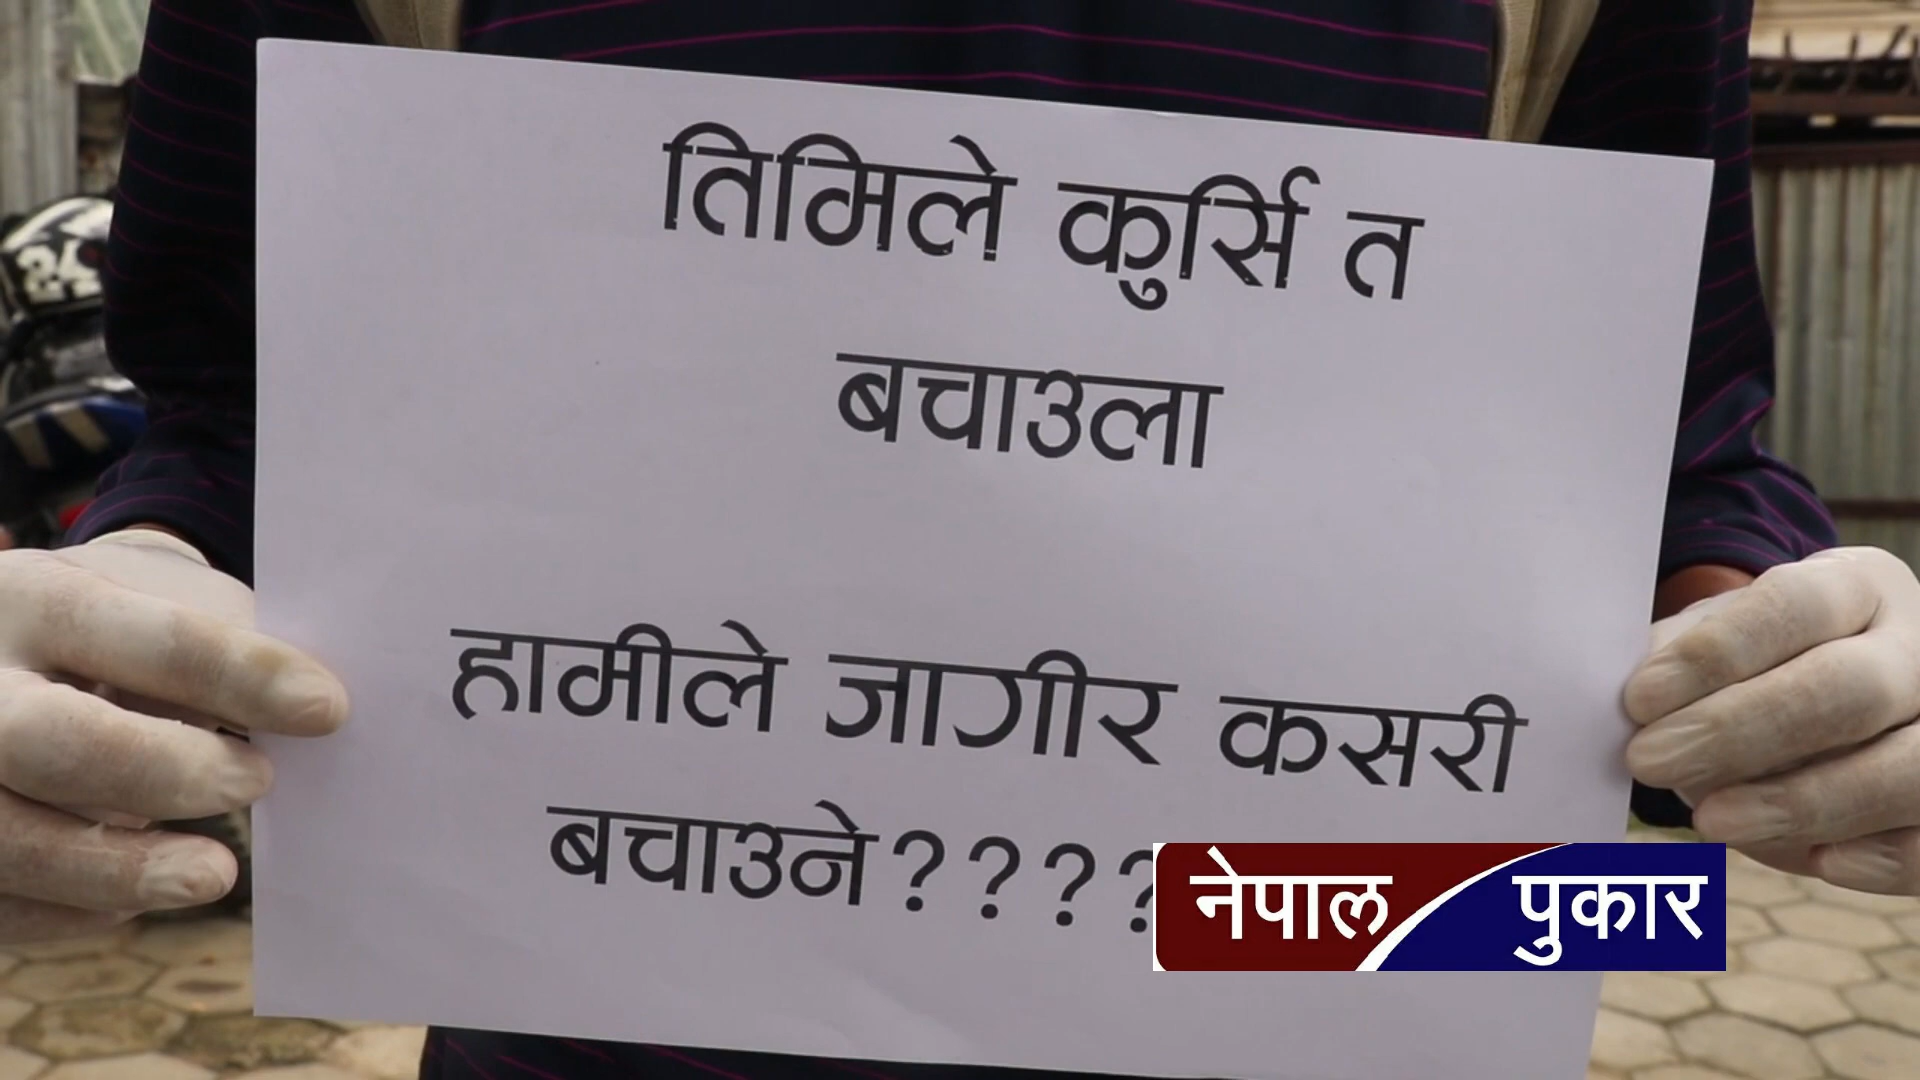 तिमिले कुर्सि त
बचाउला
हामीले जागीर कसरी
बचाउने????
नेपाल पुकार